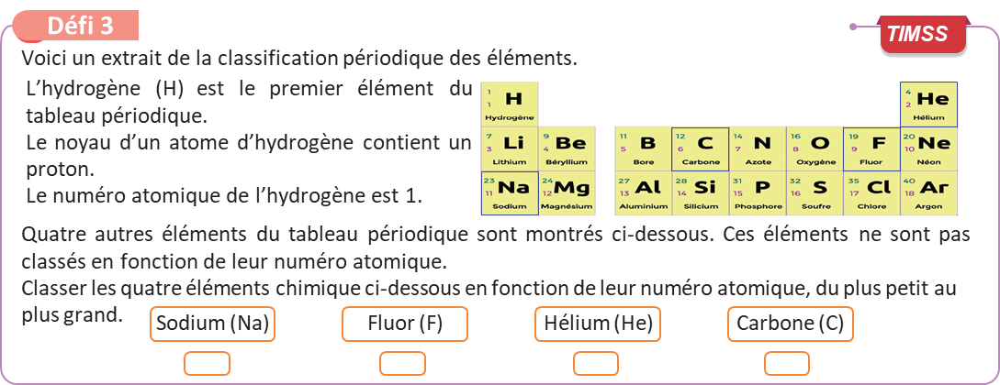 Défi 3
TIMSS
Voici un extrait de la classification périodique des éléments.
L’hydrogène (H) est le premier élément du
tableau périodique.
Le noyau d’un atome d’hydrogène contient un
proton.
Le numéro atomique de l’hydrogène est 1.
1 1 H Hydrogène
4 2 He Hélium
7 3 Li Lithium
9 4 Be Béryllium
11 5 B Bore
12 6 C Carbone
14 7 N Azote
16 8 O Oxygène
19 9 F Fluor
20 10 Ne Néon
23 11 Na Sodium
24 12 Mg Magnésium
27 13 Al Aluminium
28 14 Si Silicium
31 15 P Phosphore
32 16 S Soufre
35 17 Cl Chlore
40 18 Ar Argon
Quatre autres éléments du tableau périodique sont montrés ci-dessous. Ces éléments ne sont pas
classés en fonction de leur numéro atomique.
Classer les quatre éléments chimique ci-dessous en fonction de leur numéro atomique, du plus petit au
plus grand.
Sodium (Na)
Fluor (F)
Hélium (He)
Carbone (C)